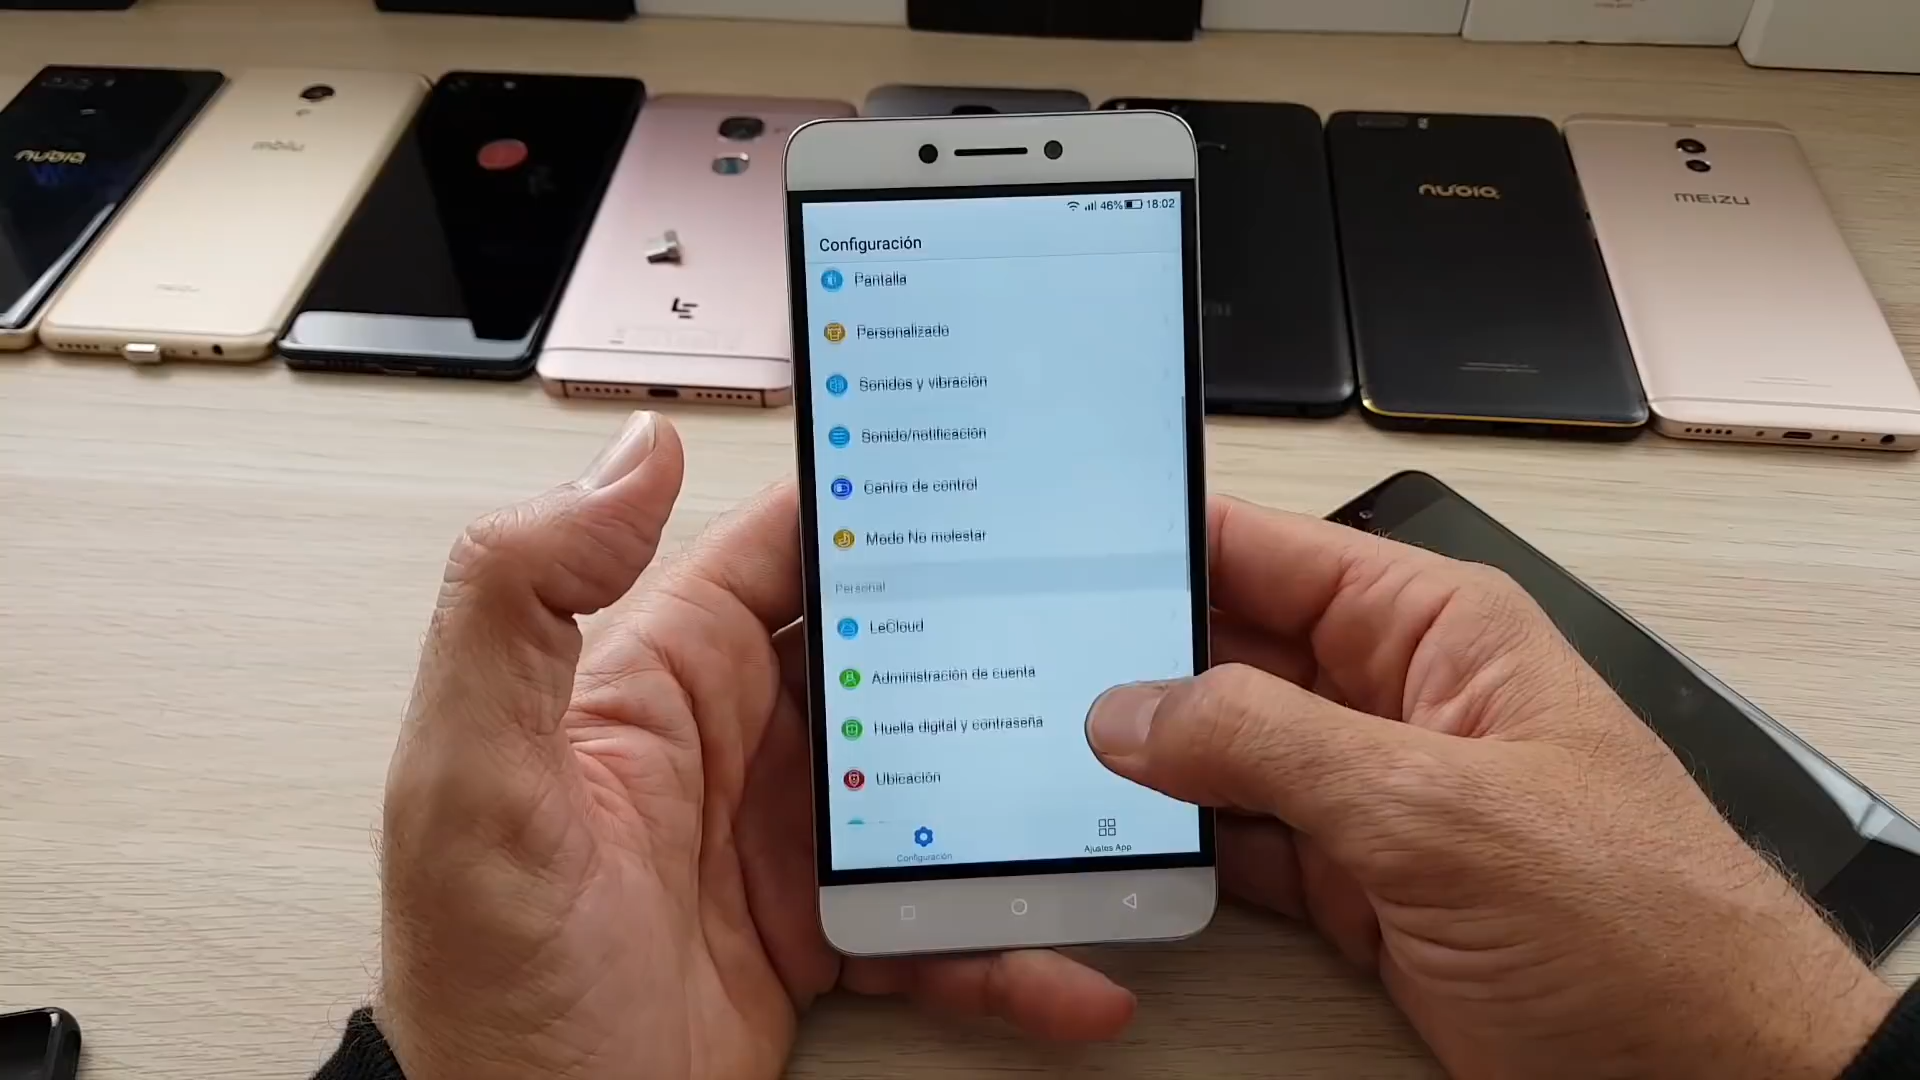 nubia
meizu
nubia
MEIZU
46% 18:02
Configuración
Pantalla
Personalizado
Sonidos y vibración
Sonido/notificación
Centro de control
Modo No molestar
Personal
LeCloud
Administración de cuenta
Huella digital y contraseña
Ubicación
Configuración
Ajustes App